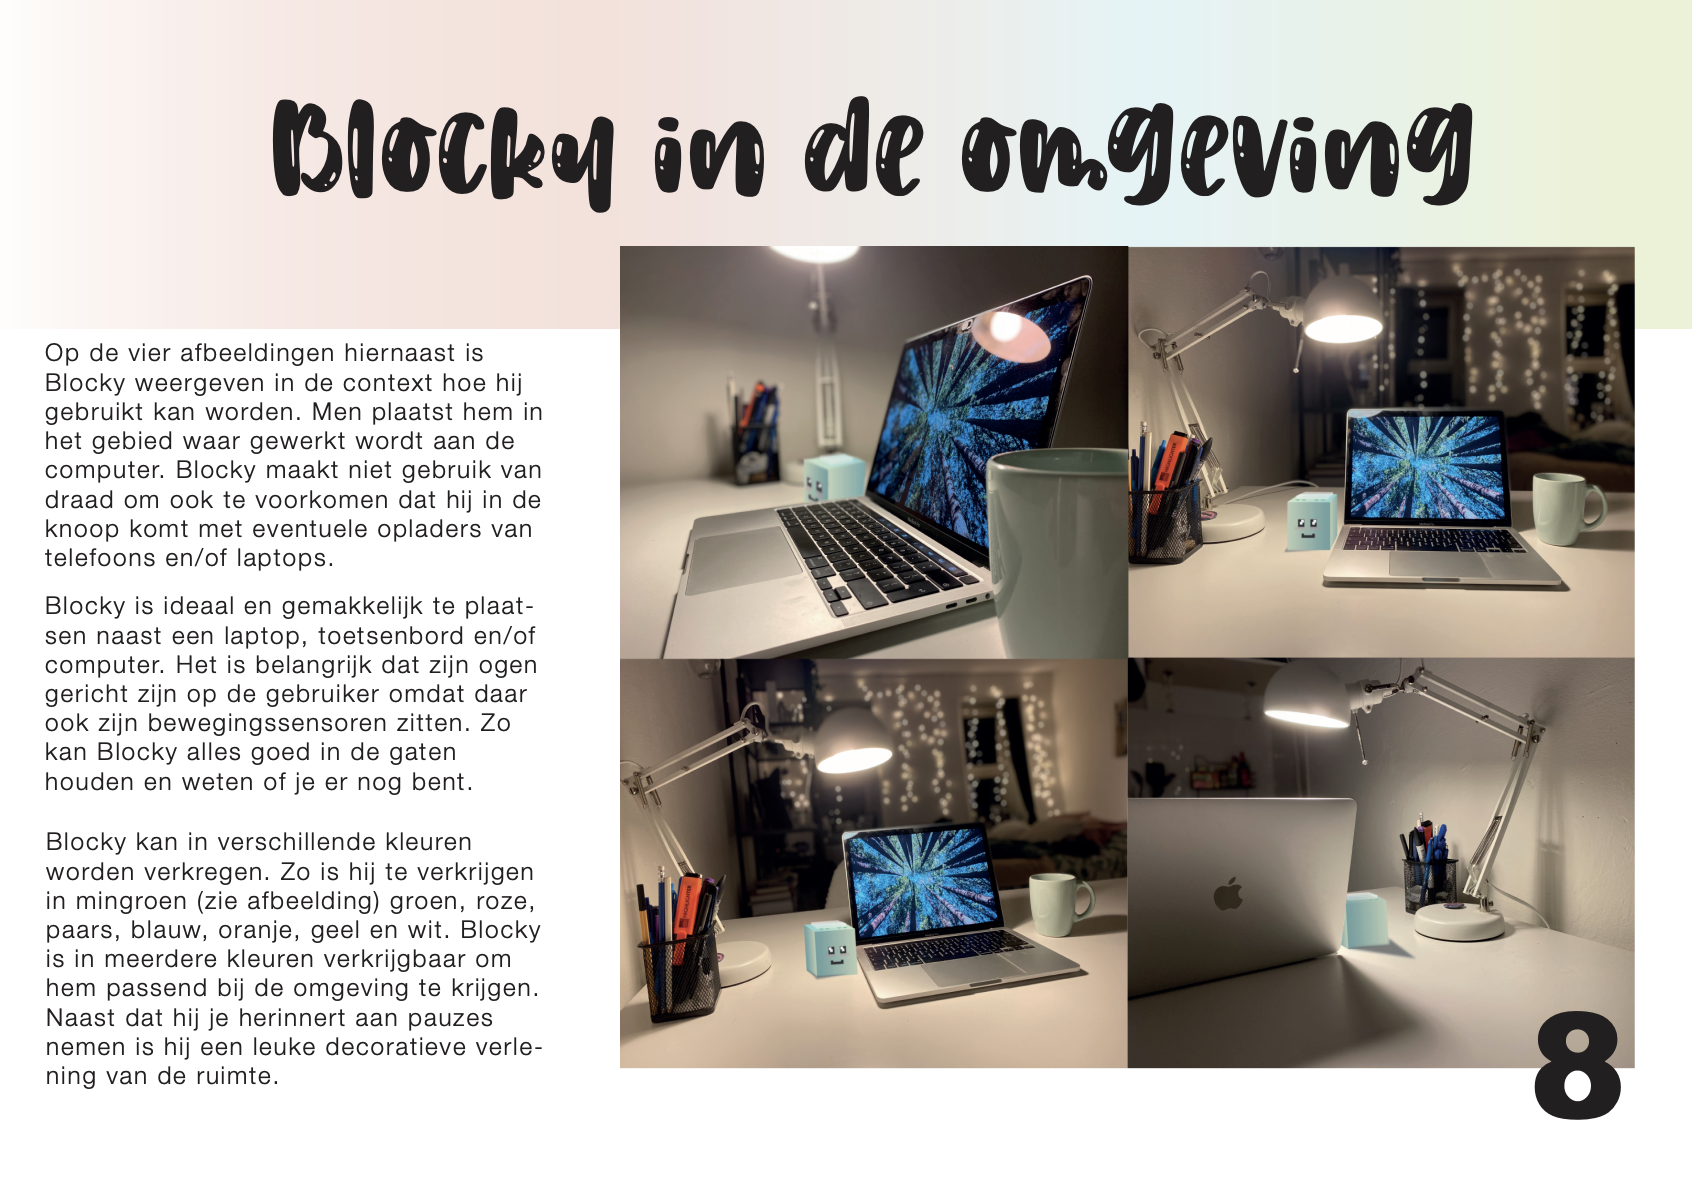 Blocky in de omgeving
Op de vier afbeeldingen hiernaast is
Blocky weergeven in de context hoe hij
gebruikt kan worden. Men plaatst hem in
het gebied waar gewerkt wordt aan de
computer. Blocky maakt niet gebruik van
draad om ook te voorkomen dat hij in de
knoop komt met eventuele opladers van
telefoons en/of laptops.
Blocky is ideaal en gemakkelijk te plaat-
sen naast een laptop, toetsenbord en/of
computer. Het is belangrijk dat zijn ogen
gericht zijn op de gebruiker omdat daar
ook zijn bewegingssensoren zitten. Zo
kan Blocky alles goed in de gaten
houden en weten of je er nog bent.
Blocky kan in verschillende kleuren
worden verkregen. Zo is hij te verkrijgen
in mingroen (zie afbeelding) groen, roze,
paars, blauw, oranje, geel en wit. Blocky
is in meerdere kleuren verkrijgbaar om
hem passend bij de omgeving te krijgen.
Naast dat hij je herinnert aan pauzes
nemen is hij een leuke decoratieve verle-
ning van de ruimte.
8